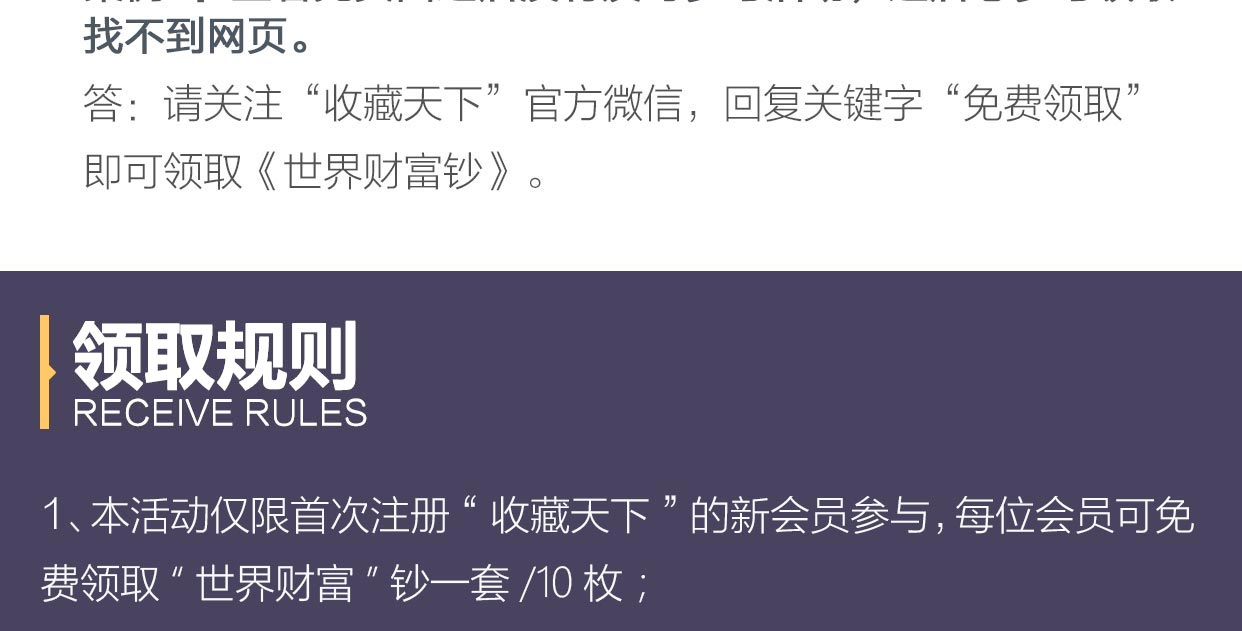 找不到网页。
答：请关注“收藏天下”官方微信，回复关键字“免费领取”
即可领取《世界财富钞》。
领取规则
RECEIVE RULES
1、本活动仅限首次注册“收藏天下”的新会员参与，每位会员可免
费领取“世界财富”钞一套/10枚；